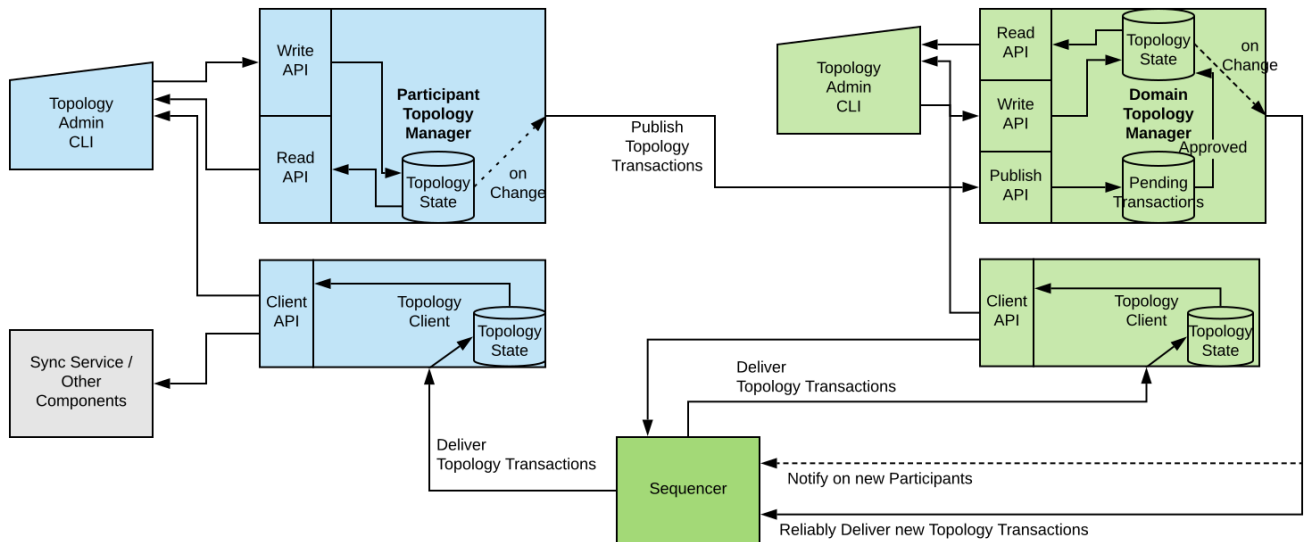 Topology
Admin
CLI
Write
API
Read
API
Participant
Topology
Manager
Topology
State
on
Change
Publish
Topology
Transactions
Topology
Admin
CLI
Read
API
Write
API
Publish
API
Topology
State
on
Change
Domain
Topology
Manager
Approved
Pending
Transactions
Client
API
Topology
Client
Topology
State
Sync Service /
Other
Components
Client
API
Topology
Client
Topology
State
Deliver
Topology Transactions
Deliver
Topology Transactions
Sequencer
Notify on new Participants
Reliably Deliver new Topology Transactions